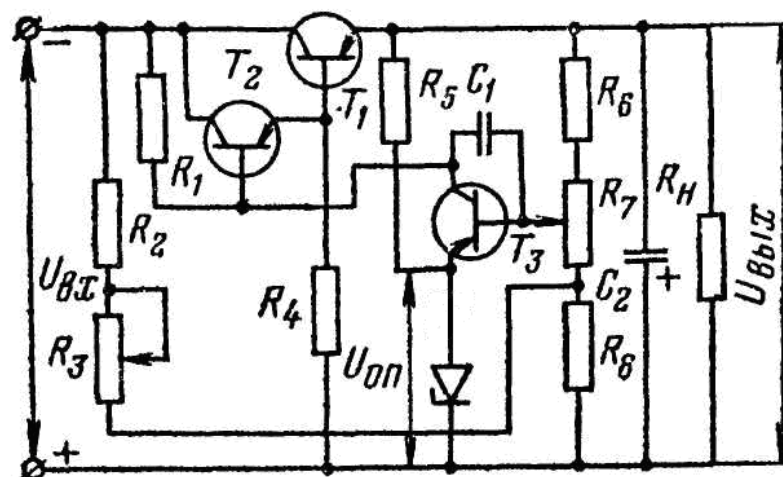 −
T₂
T₁
R₅
C₁
R₆
R₁
R₂
R₇
Rн
Uвх
T₃
Uвых
R₃
R₄
Uоп
C₂
+
R₈
+